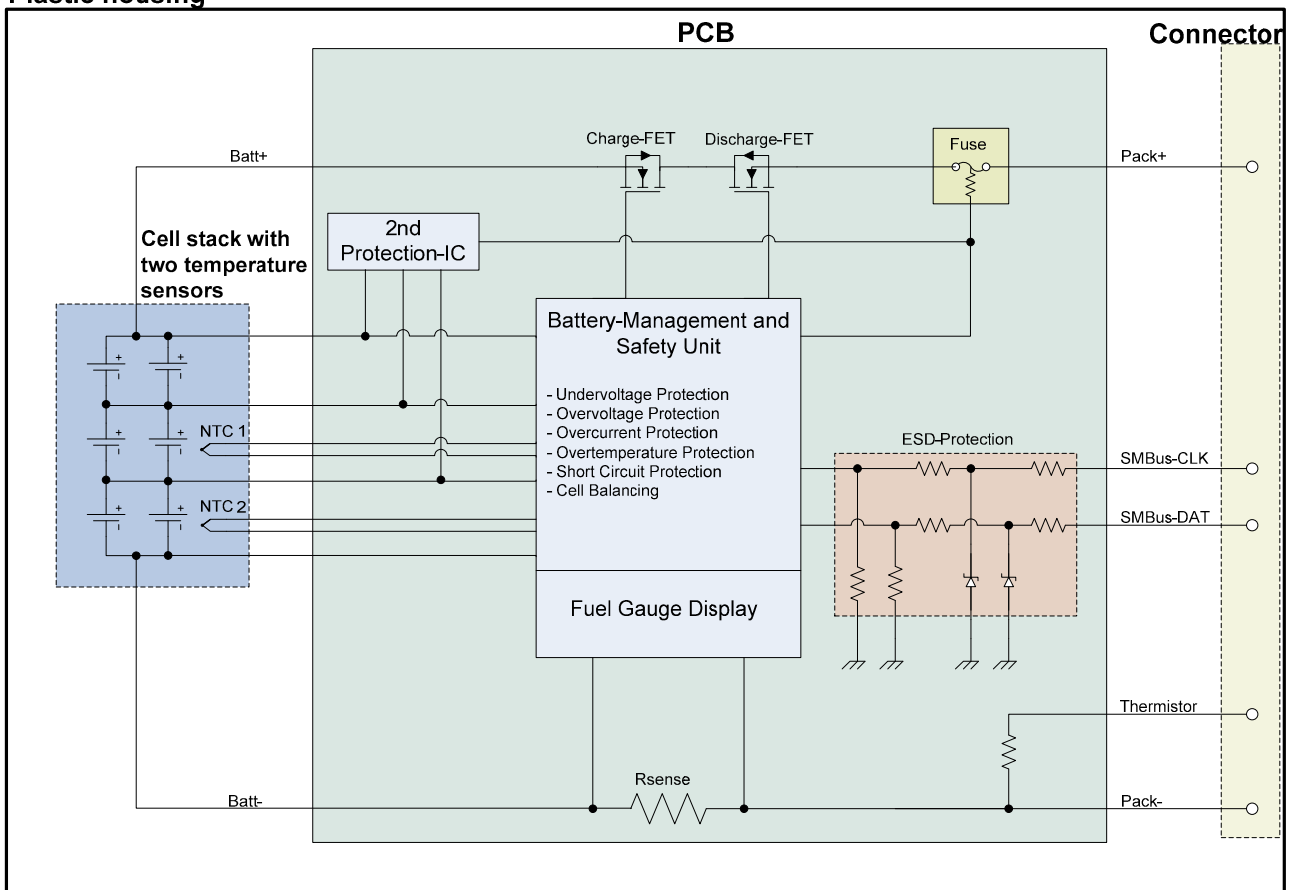 Plastic housing
PCB
Connector
Charge-FET
Discharge-FET
Fuse
Batt+
Pack+
2nd
Protection-IC
Cell stack with
two temperature
sensors
Battery-Management and
Safety Unit
- Undervoltage Protection
- Overvoltage Protection
- Overcurrent Protection
- Overtemperature Protection
- Short Circuit Protection
- Cell Balancing
NTC 1
NTC 2
ESD-Protection
SMBus-CLK
SMBus-DAT
Fuel Gauge Display
Thermistor
Rsense
Batt-
Pack-